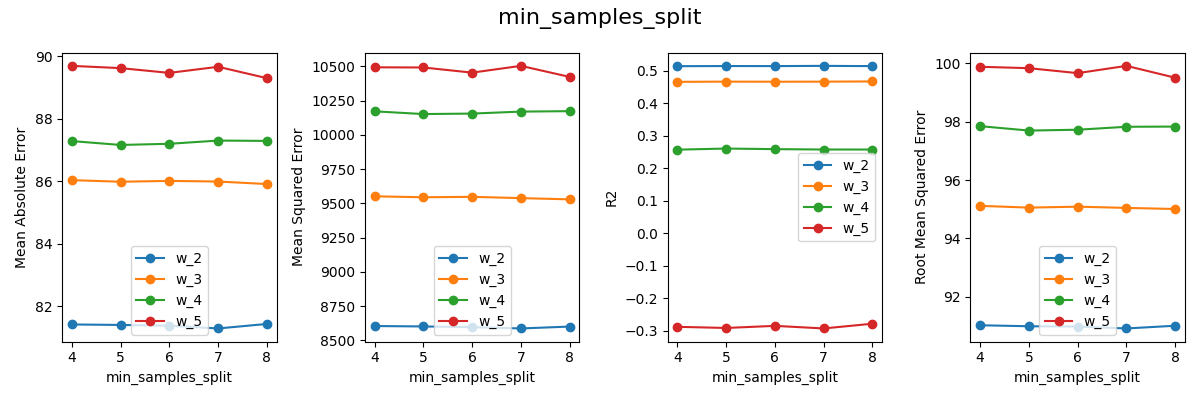 min_samples_split
Mean Absolute Error
90
88
86
84
82
w_2
w_3
w_4
w_5
4 5 6 7 8
min_samples_split
Mean Squared Error
10500
10250
10000
9750
9500
9250
9000
8750
8500
w_2
w_3
w_4
w_5
4 5 6 7 8
min_samples_split
R2
0.5
0.4
0.3
0.2
0.1
0.0
−0.1
−0.2
−0.3
w_2
w_3
w_4
w_5
4 5 6 7 8
min_samples_split
Root Mean Squared Error
100
98
96
94
92
w_2
w_3
w_4
w_5
4 5 6 7 8
min_samples_split